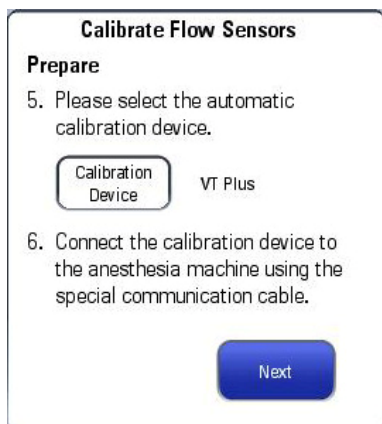 Calibrate Flow Sensors
Prepare
5. Please select the automatic
calibration device.
Calibration
Device
VT Plus
6. Connect the calibration device to
the anesthesia machine using the
special communication cable.
Next